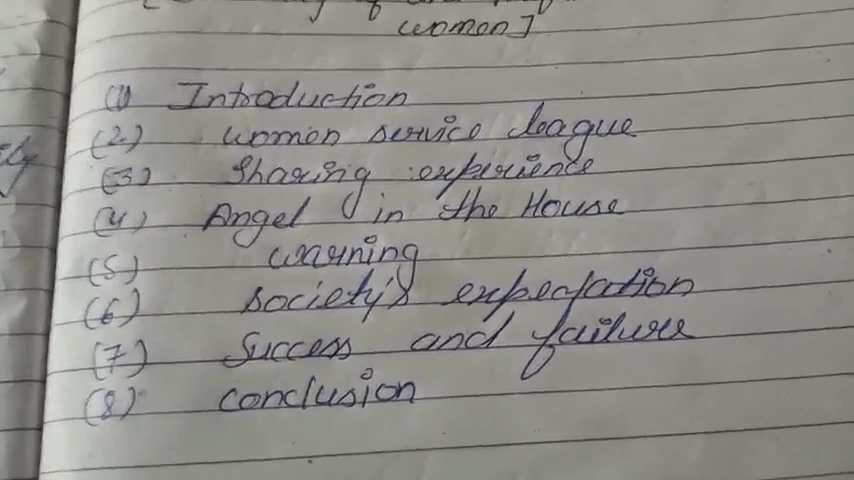 women]
(1) Introduction
(2) women service league
(3) Sharing experience
(4) Angel in the House
(5) warning
(6) society's expectation
(7) Success and failure
(8) conclusion